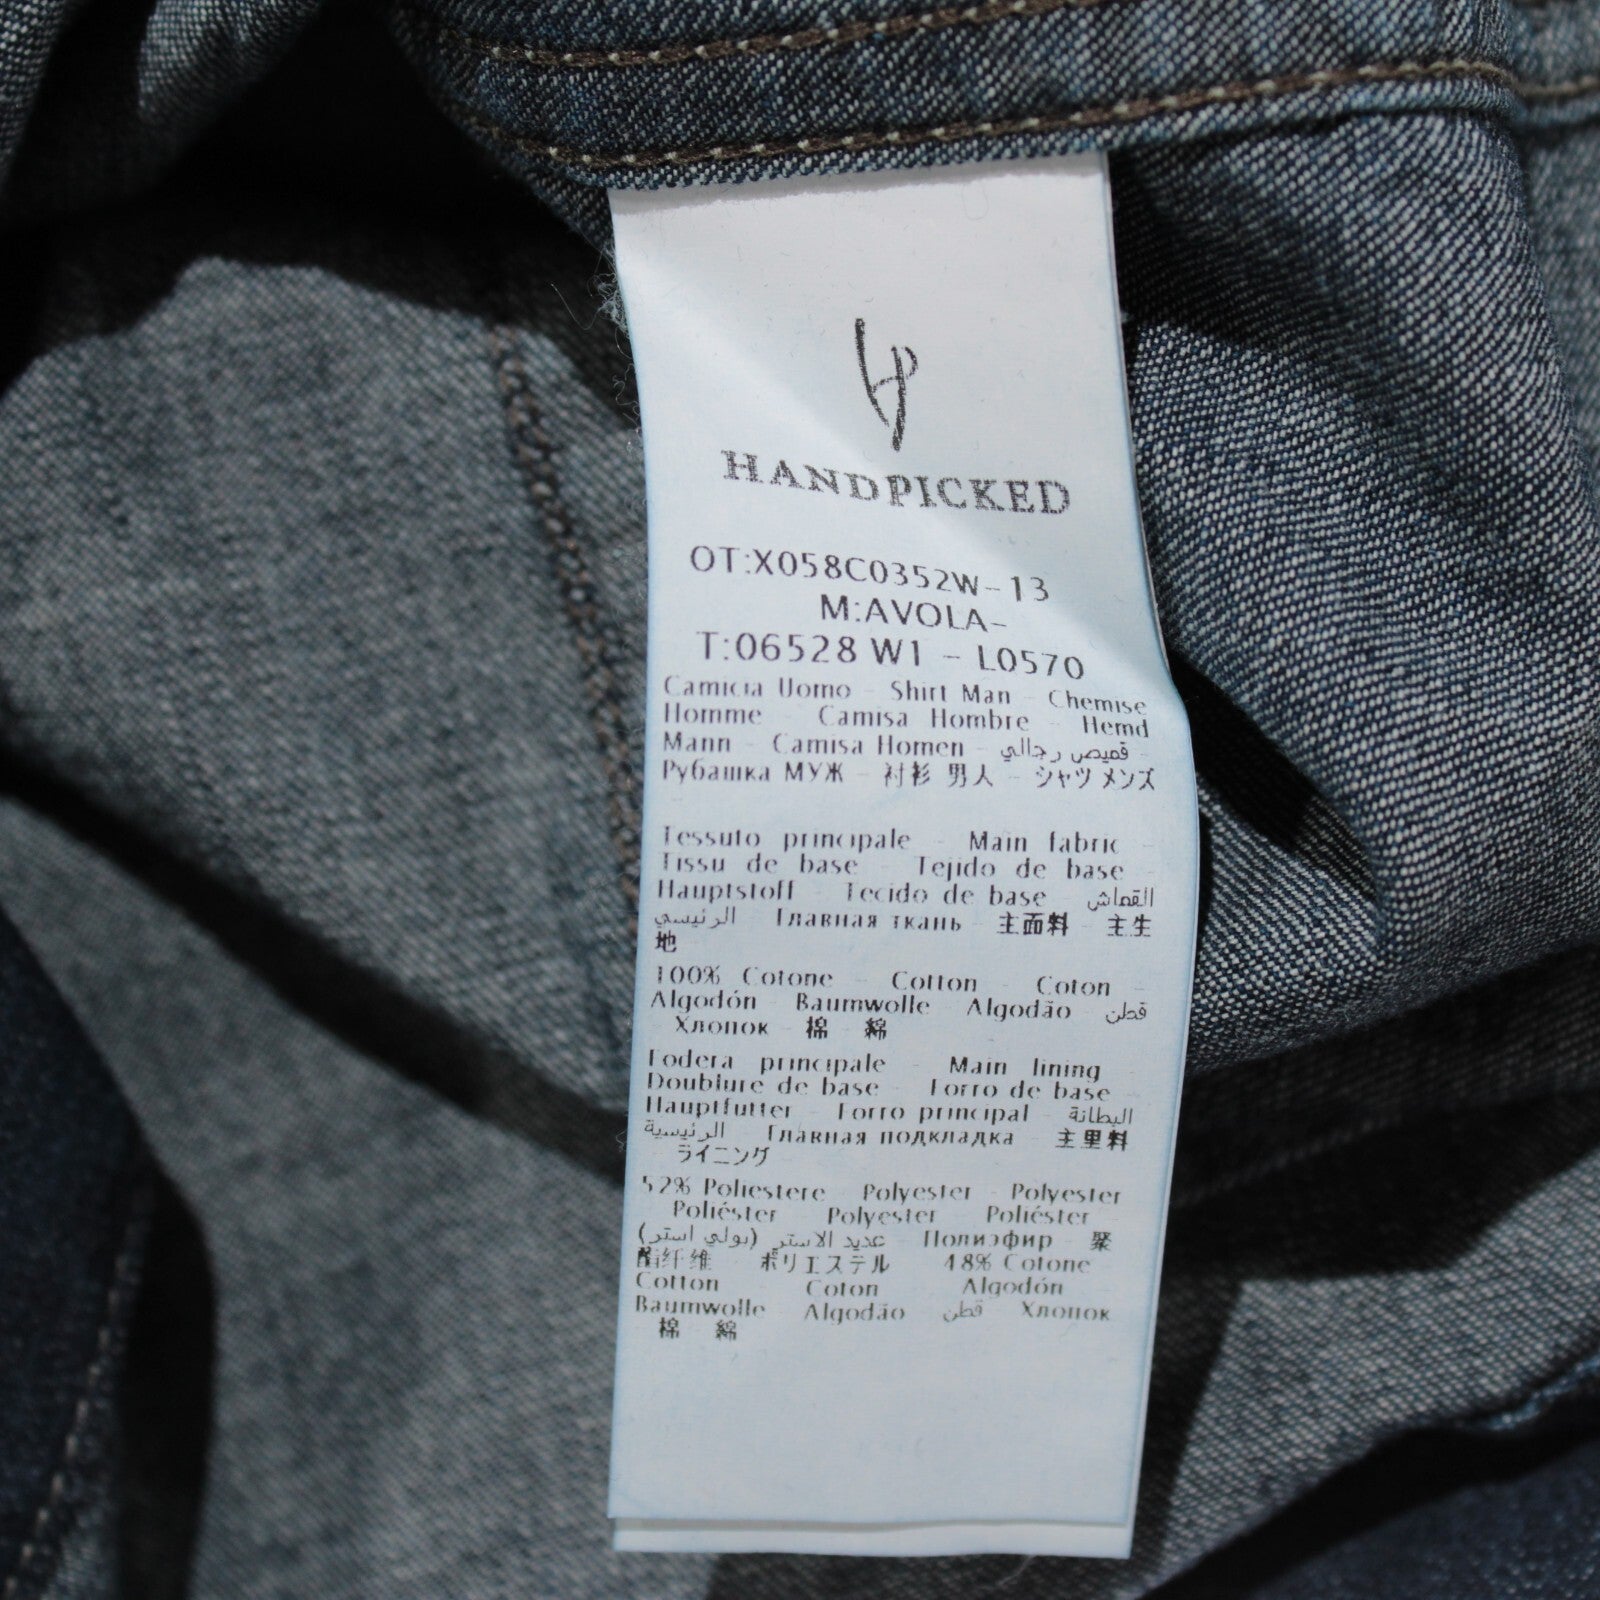 HANDPICKED
OT:X058C0352W-13
M:AVOLA-
T:06528 W1 - L0570
Camicia Uomo - Shirt Man - Chemise
Homme - Camisa Hombre - Hemd
Mann - Camisa Homen - قميص رجالي -
Рубашка МУЖ - 衬衫 男人 - シャツ メンズ
Tessuto principale - Main fabric -
Tissu de base - Tejido de base -
Hauptstoff - Tecido de base - القماش
الرئيسي - Главная ткань - 主面料 - 主生
地
100% Cotone - Cotton - Coton -
Algodón - Baumwolle - Algodão - قطن
- Хлопок - 棉 - 綿
Fodera principale - Main lining -
Doublure de base - Forro de base -
Hauptfutter - Forro principal - البطانة
الرئيسية - Главная подкладка - 主里料
- ライニング
52% Poliestere - Polyester - Polyester
- Poliéster - Polyester - Poliéster -
عديد الاستر (بولي استر) - Полиэфир - 聚
酯纤维 - ポリエステル 48% Cotone -
Cotton - Coton - Algodón -
Baumwolle - Algodão - قطن - Хлопок
- 棉 - 綿